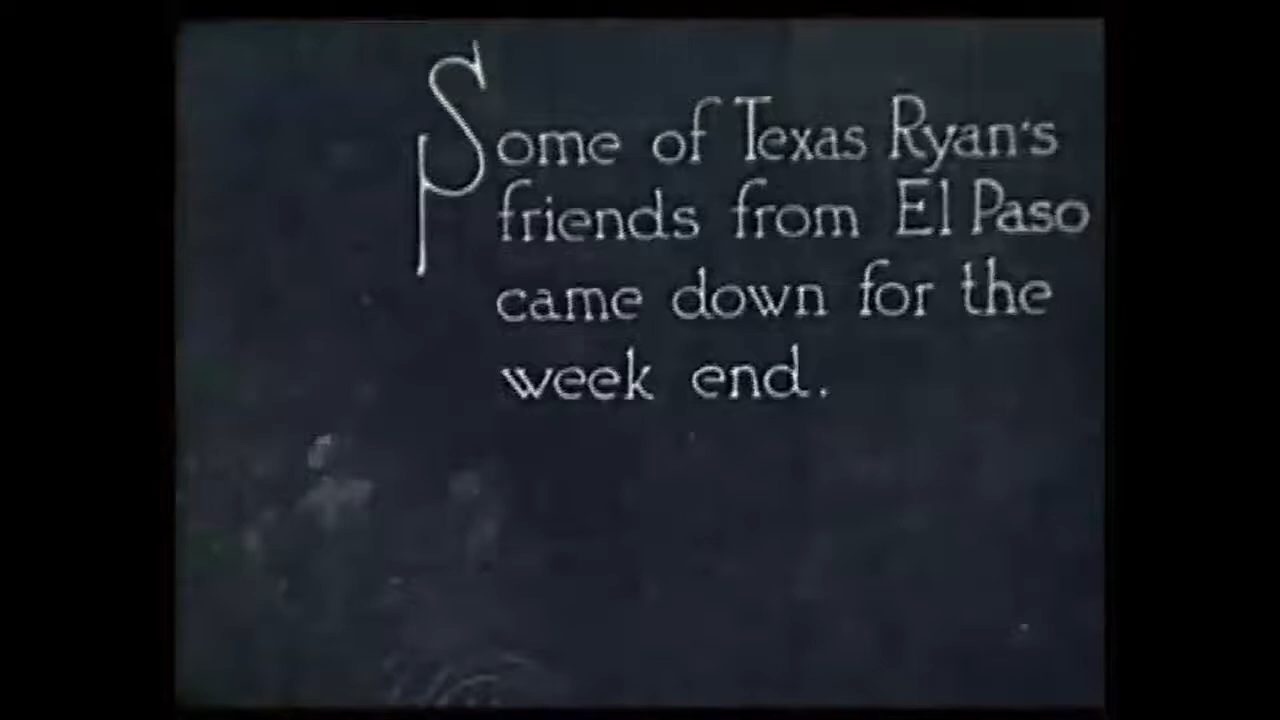 Some of Texas Ryan's
friends from El Paso
came down for the
week end.